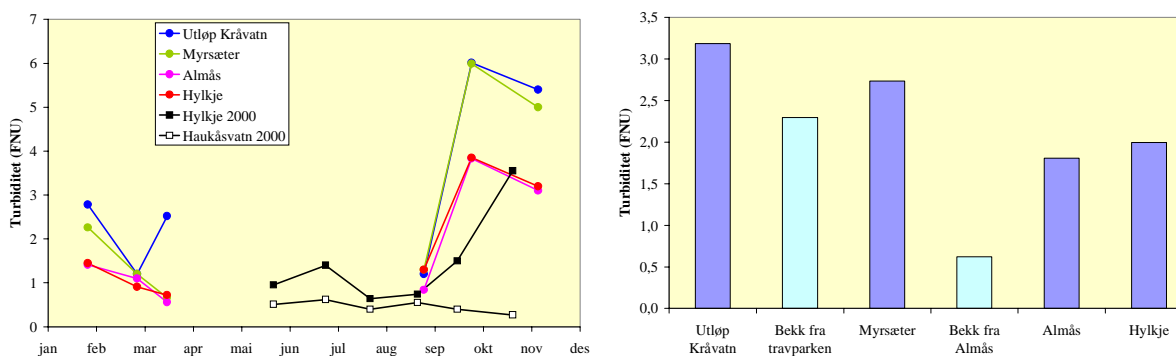 7
6
5
4
3
2
1
0
Turbiditet (FNU)
Utløp Kråvatn
Myrsæter
Almås
Hylkje
Hylkje 2000
Haukåsvatn 2000
jan feb mar apr mai jun jul aug sep okt nov des
3,5
3,0
2,5
2,0
1,5
1,0
0,5
0,0
Turbiditet (FNU)
Utløp Kråvatn
Bekk fra travparken
Myrsæter
Bekk fra Almås
Almås
Hylkje